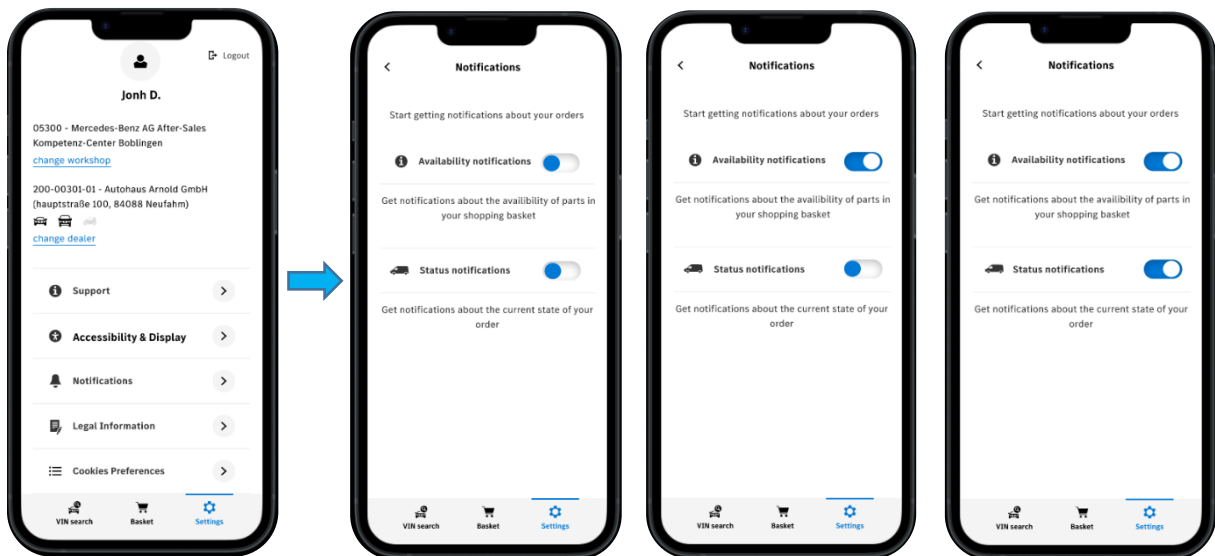 Logout
Jonh D.
05300 - Mercedes-Benz AG After-Sales
Kompetenz-Center Boblingen
change workshop
200-00301-01 - Autohaus Arnold GmbH
(hauptstraße 100, 84088 Neufahm)
change dealer
Support
Accessibility & Display
Notifications
Legal Information
Cookies Preferences
VIN search
Basket
Settings
Notifications
Start getting notifications about your orders
Availability notifications
Get notifications about the availibility of parts in
your shopping basket
Status notifications
Get notifications about the current state of your
order
VIN search
Basket
Settings
Notifications
Start getting notifications about your orders
Availability notifications
Get notifications about the availibility of parts in
your shopping basket
Status notifications
Get notifications about the current state of your
order
VIN search
Basket
Settings
Notifications
Start getting notifications about your orders
Availability notifications
Get notifications about the availibility of parts in
your shopping basket
Status notifications
Get notifications about the current state of your
order
VIN search
Basket
Settings